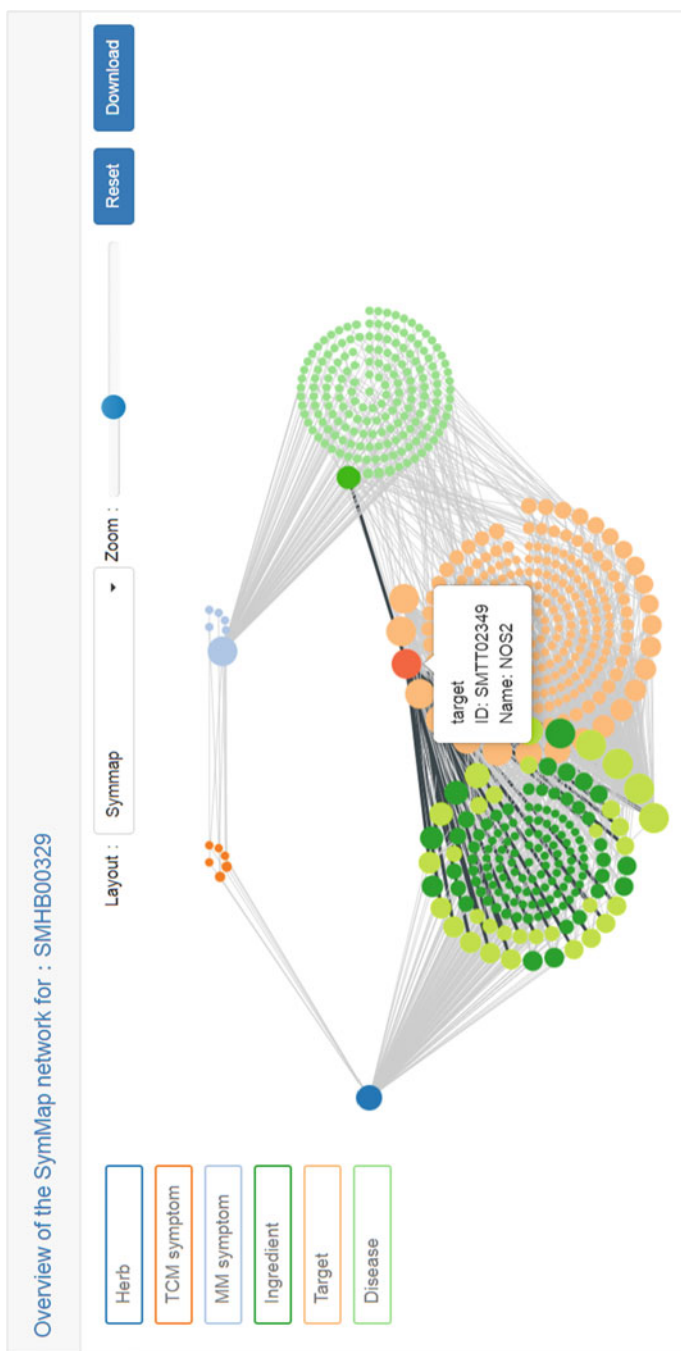 Overview of the SymMap network for : SMHB00329
Layout : Symmap Zoom : Reset Download
Herb
TCM symptom
MM symptom
Ingredient
Target
Disease
target
ID: SMTT02349
Name: NOS2